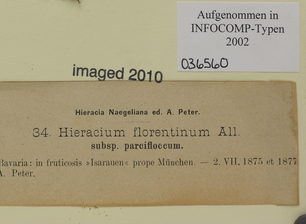 Aufgenommen in
INFOCOMP-Typen
2002
036560
imaged 2010
Hieracia Naegeliana ed. A. Peter.
34. Hieracium florentinum All.
subsp. parcifloccum.
Bavaria: in fruticosis »Isarauen« prope München. — 2. VII. 1875 et 1877
A. Peter.